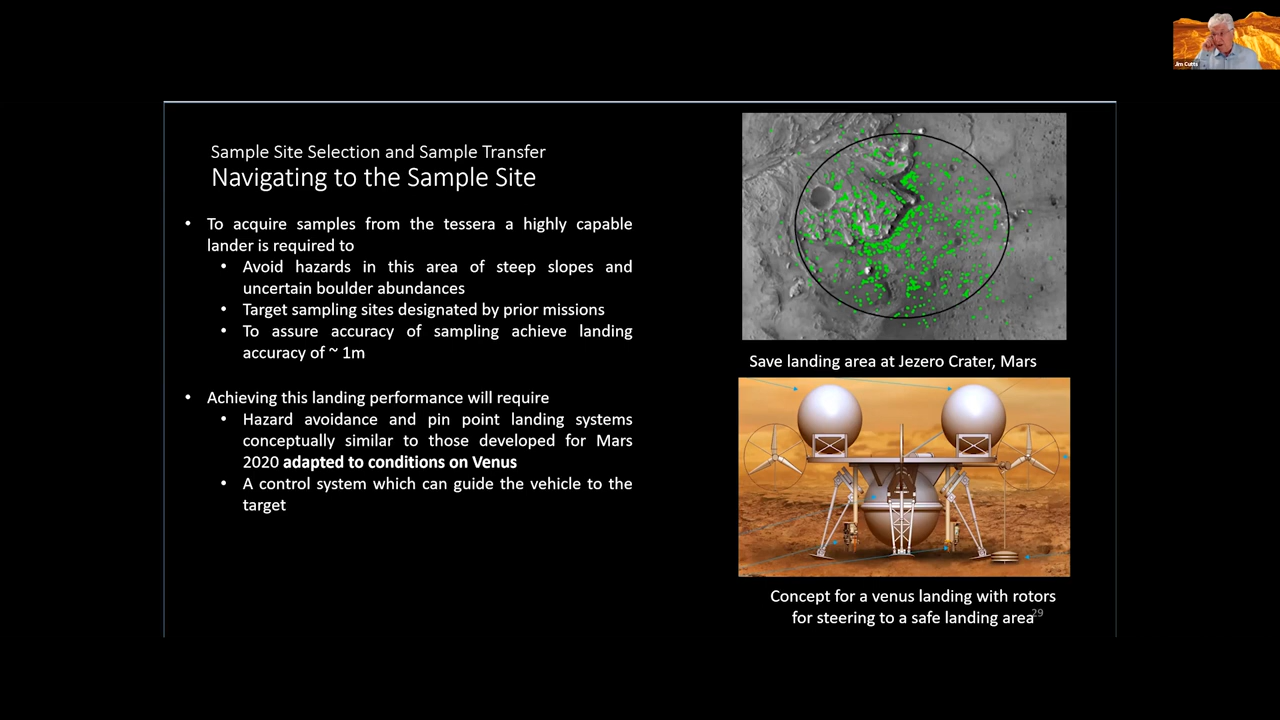 Jim Cutts
Sample Site Selection and Sample Transfer
Navigating to the Sample Site
• To acquire samples from the tessera a highly capable
lander is required to
• Avoid hazards in this area of steep slopes and
uncertain boulder abundances
• Target sampling sites designated by prior missions
• To assure accuracy of sampling achieve landing
accuracy of ~ 1m
• Achieving this landing performance will require
• Hazard avoidance and pin point landing systems
conceptually similar to those developed for Mars
2020 adapted to conditions on Venus
• A control system which can guide the vehicle to the
target
Save landing area at Jezero Crater, Mars
Concept for a venus landing with rotors
for steering to a safe landing area
29